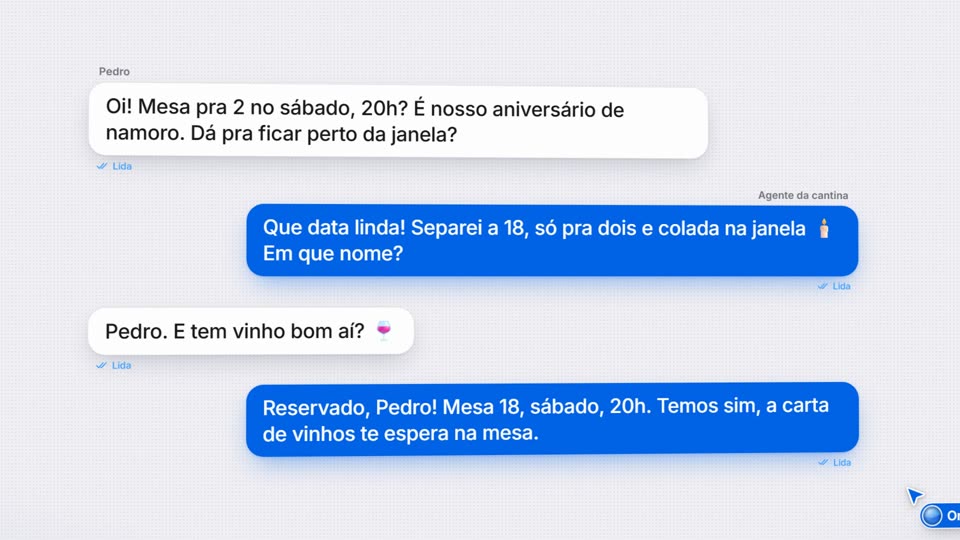 Pedro
Oi! Mesa pra 2 no sábado, 20h? É nosso aniversário de
namoro. Dá pra ficar perto da janela?
Lida
Agente da cantina
Que data linda! Separei a 18, só pra dois e colada na janela 🕯️
Em que nome?
Lida
Pedro. E tem vinho bom aí? 🍷
Lida
Reservado, Pedro! Mesa 18, sábado, 20h. Temos sim, a carta
de vinhos te espera na mesa.
Lida